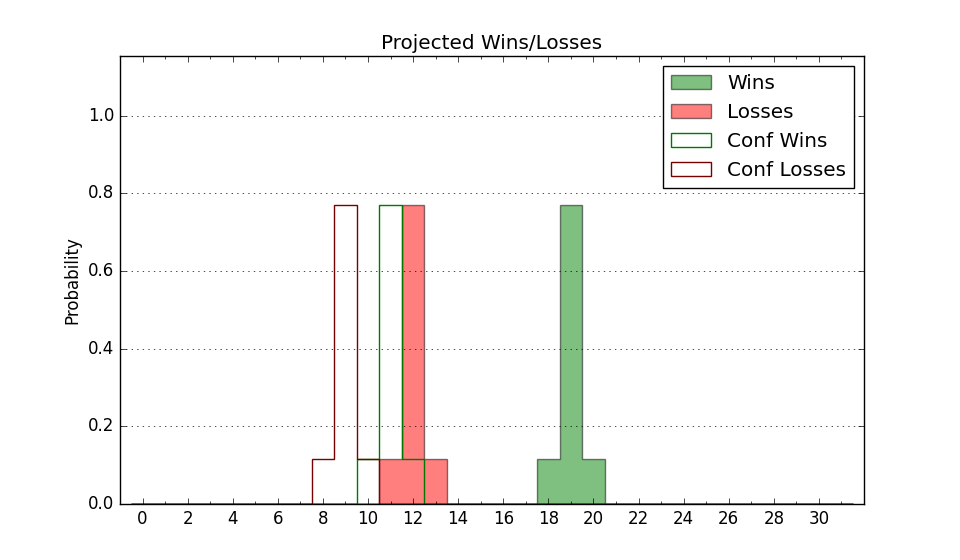 Projected Wins/Losses
Wins
Losses
Conf Wins
Conf Losses
Probability
1.0
0.8
0.6
0.4
0.2
0.0
0 2 4 6 8 10 12 14 16 18 20 22 24 26 28 30